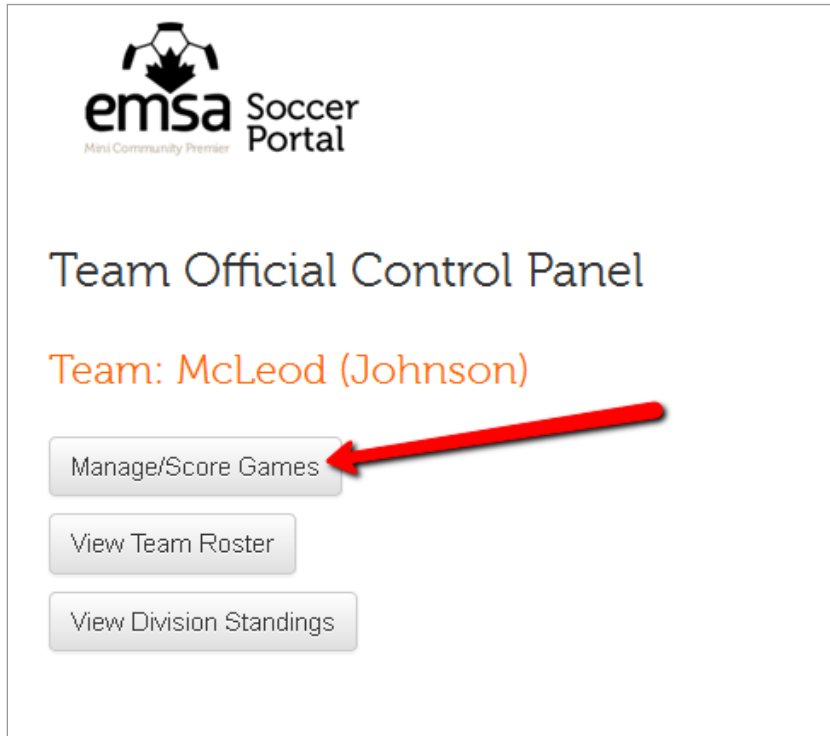 emsa Soccer Portal
Mini Community Premier
Team Official Control Panel
Team: McLeod (Johnson)
Manage/Score Games
View Team Roster
View Division Standings